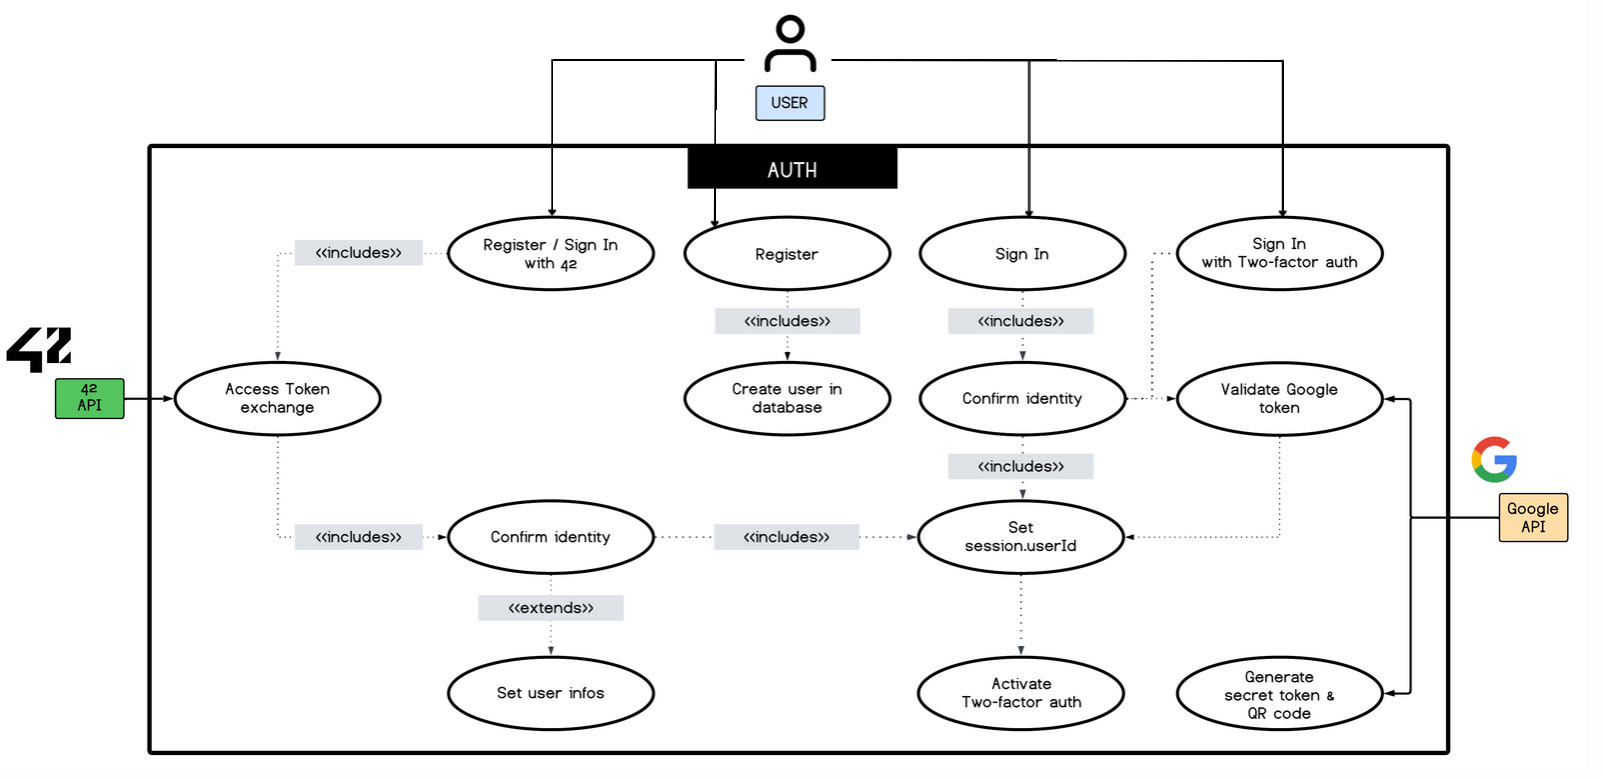 USER
AUTH
Register / Sign In
with 42
Register
Sign In
Sign In
with Two-factor auth
<<includes>>
<<includes>>
<<includes>>
42
42
API
Access Token
exchange
Create user in
database
Confirm identity
Validate Google
token
<<includes>>
G
Google
API
<<includes>>
Confirm identity
<<includes>>
Set
session.userId
<<extends>>
Set user infos
Activate
Two-factor auth
Generate
secret token &
QR code